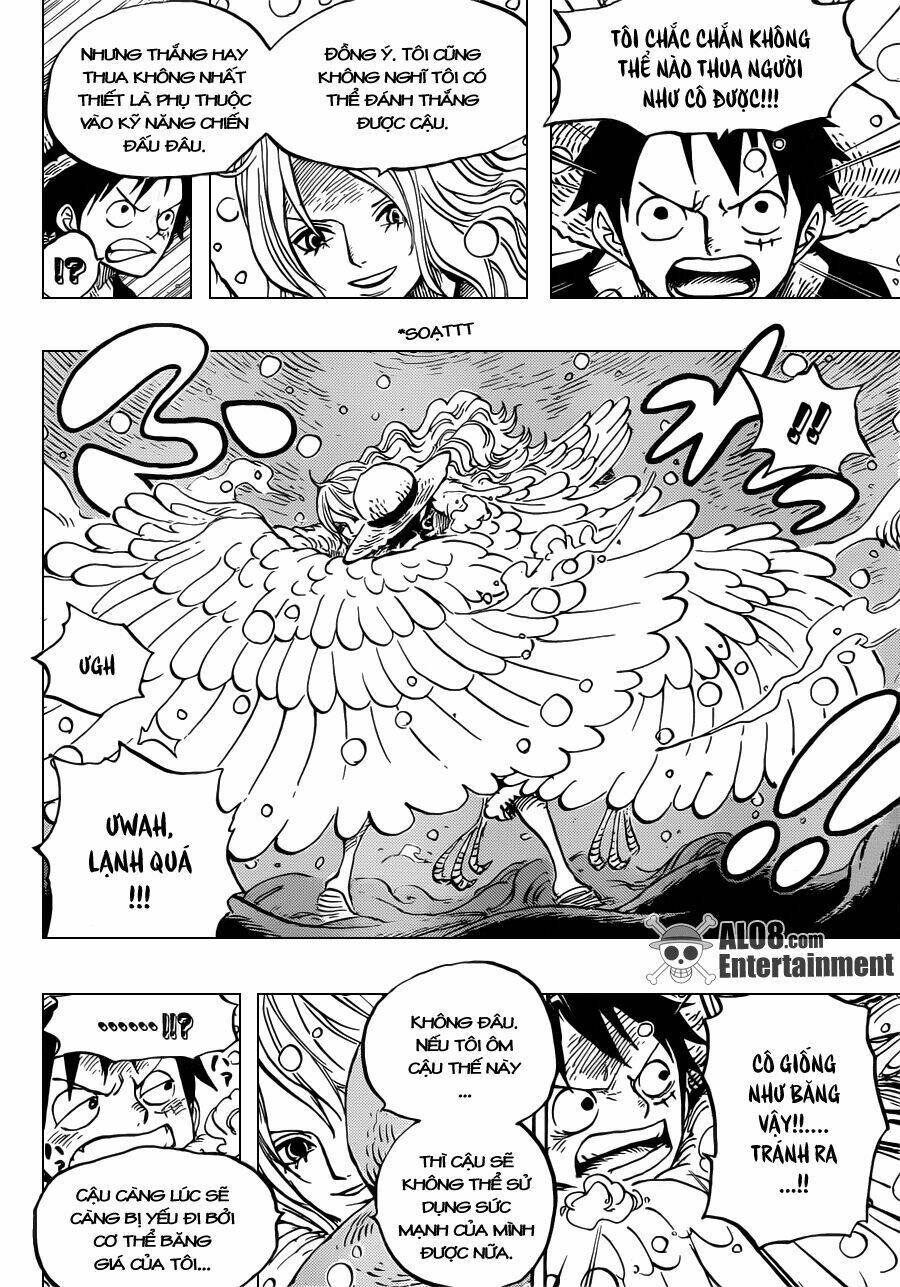 TÔI CHẮC CHẮN KHÔNG
THỂ NÀO THUA NGƯỜI
NHƯ CÔ ĐƯỢC!!!
ĐỒNG Ý. TÔI CŨNG
KHÔNG NGHĨ TÔI CÓ
THỂ ĐÁNH THẮNG
ĐƯỢC CẬU.
NHƯNG THẮNG HAY
THUA KHÔNG NHẤT
THIẾT LÀ PHỤ THUỘC
VÀO KỸ NĂNG CHIẾN
ĐẤU ĐÂU.
!?
*SOẠTTT
!!
ƯGH
ƯWAH,
LẠNH QUÁ
!!!
ALO8.com
Entertainment
CÔ GIỐNG
NHƯ BĂNG
VẬY!!....
TRÁNH RA
...!!
KHÔNG ĐÂU.
NẾU TÔI ÔM
CẬU THẾ NÀY
...
THÌ CẬU SẼ
KHÔNG THỂ SỬ
DỤNG SỨC
MẠNH CỦA MÌNH
ĐƯỢC NỮA.
......!!?
CẬU CÀNG LÚC SẼ
CÀNG BỊ YẾU ĐI BỞI
CƠ THỂ BĂNG
GIÁ CỦA TÔI...